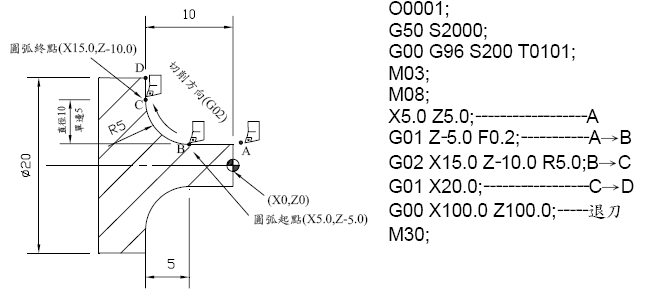 10
圓弧終點(X15.0,Z-10.0)
D
C
切削方向(G02)
直徑10
單邊5
R5
B
A
Ø20
(X0,Z0)
圓弧起點(X5.0,Z-5.0)
5
O0001;
G50 S2000;
G00 G96 S200 T0101;
M03;
M08;
X5.0 Z5.0;-------------------A
G01 Z-5.0 F0.2;-----------A→B
G02 X15.0 Z-10.0 R5.0;B→C
G01 X20.0;-----------------C→D
G00 X100.0 Z100.0;-----退刀
M30;